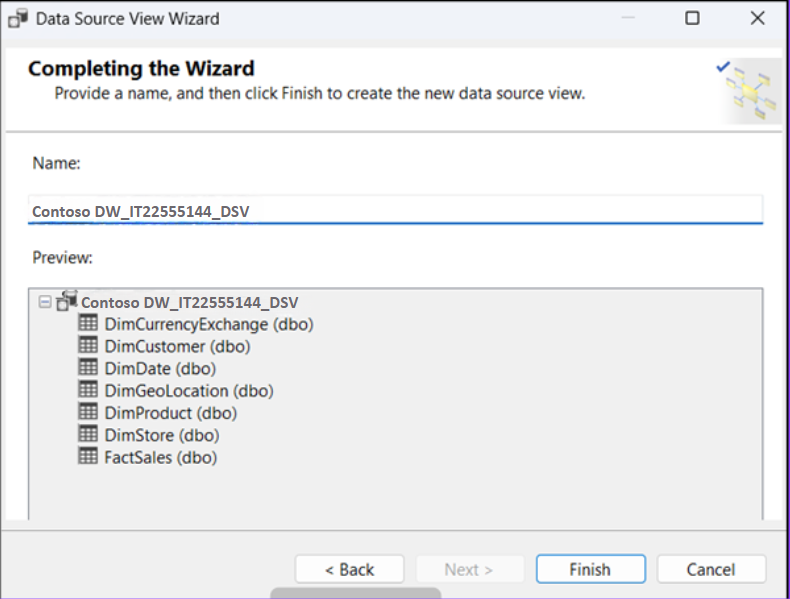 Data Source View Wizard
Completing the Wizard
Provide a name, and then click Finish to create the new data source view.
Name:
Contoso DW_IT22555144_DSV
Preview:
Contoso DW_IT22555144_DSV
DimCurrencyExchange (dbo)
DimCustomer (dbo)
DimDate (dbo)
DimGeoLocation (dbo)
DimProduct (dbo)
DimStore (dbo)
FactSales (dbo)
< Back
Next >
Finish
Cancel